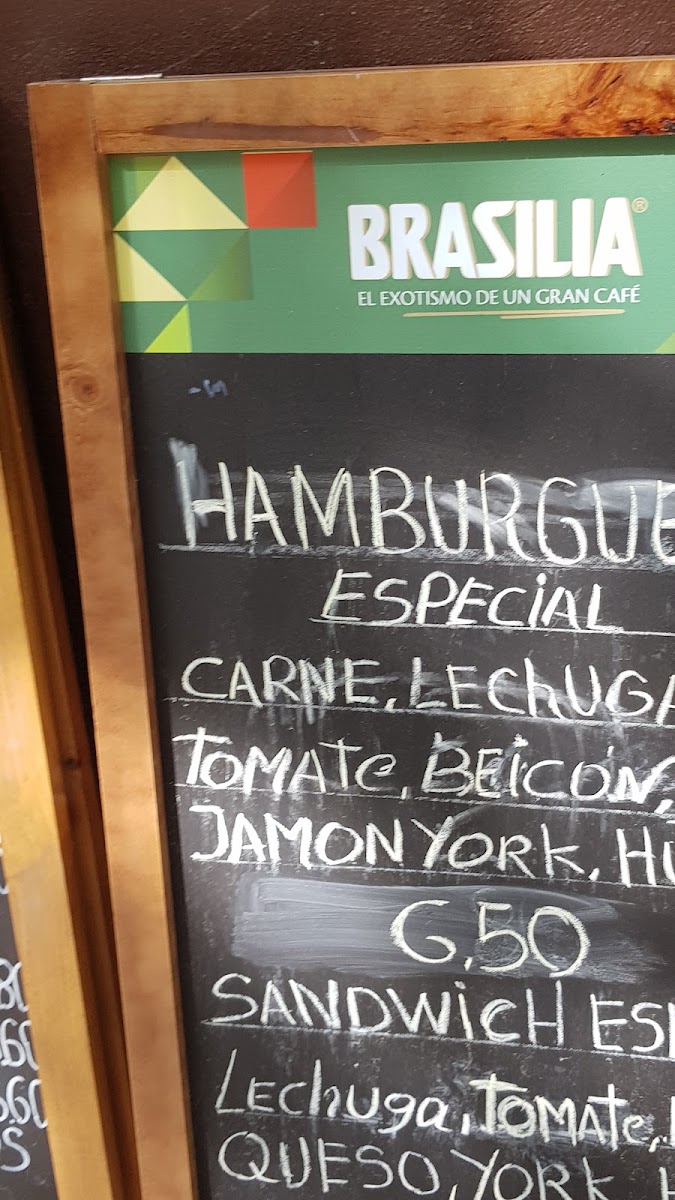 BRASILIA®
EL EXOTISMO DE UN GRAN CAFÉ
HAMBURGUE
ESPECIAL
CARNE, LECHUGA
TOMATE, BEICON,
JAMON YORK, HU
6,50
SANDWICH ESP
Lechuga, TOMATE,
QUESO, YORK